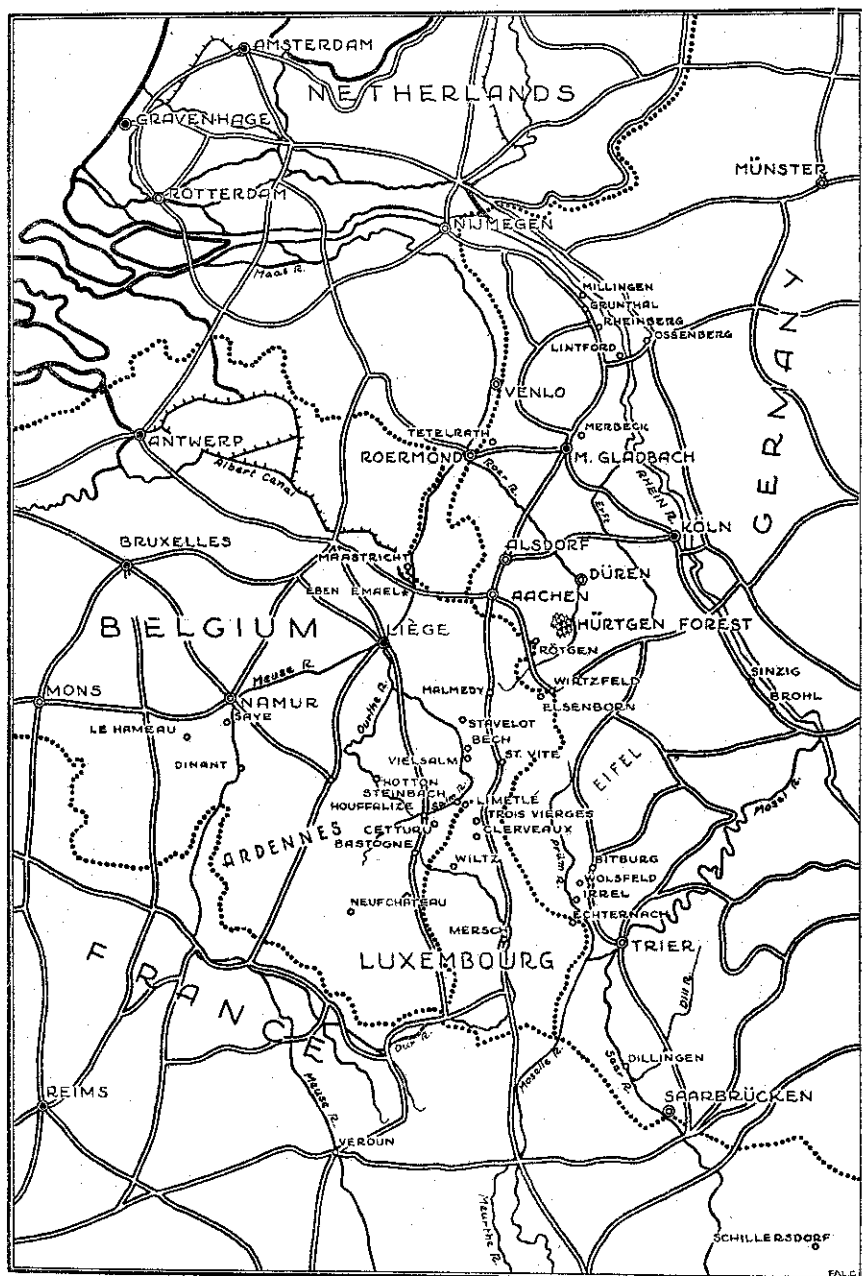 AMSTERDAM
NETHERLANDS
GRAVENHAGE
MÜNSTER
ROTTERDAM
NIJMEGEN
Maas R.
MILLINGEN
GRUNTHAL
RHEINBERG
OSSENBERG
LINTFORD
GERMANY
VENLO
ANTWERP
TETELRATH
MERBECK
ROERMÖND
M. GLADBACH
Albert Canal
Roer R.
RHEIN R.
Erft
KÖLN
BRUXELLES
MAASTRICHT
ALSDORF
EBEN EMAEL
AACHEN
DÜREN
BELGIUM
LIÈGE
HÜRTGEN FOREST
RÖTGEN
Meuse R.
Ourthe R.
MALMEDY
WIRTZFELD
SINZIG
MONS
NAMUR
ELSENBORN
BROHL
SAYE
LE HAMEAU
STAVELOT
BECH
DINANT
VIELSALM
ST. VITE
EIFEL
HOTTON
STEINBACH
Mosel R.
HOUFFALIZE
Salm R.
LIMETLÉ
TROIS VIERGES
ARDENNES
CETTURU
CLERVEAUX
BASTOGNE
Prüm R.
WILTZ
BITBURG
WOLSFELD
IRREL
NEUFCHÂTEAU
ECHTERNACH
MERSCH
TRIER
LUXEMBOURG
FRANCE
Dill R.
Our R.
Moselle R.
Saar R.
DILLINGEN
Meuse R.
REIMS
SAARBRÜCKEN
VERDUN
Meurthe R.
SCHILLERSDORF